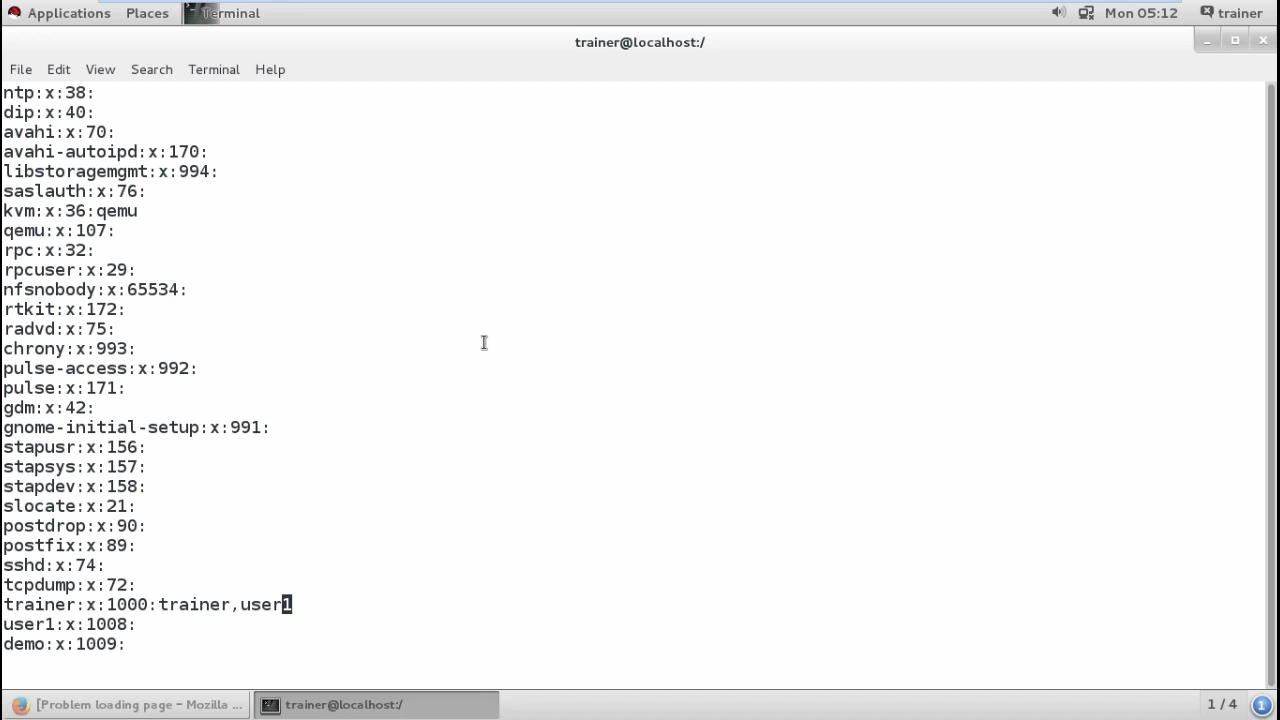 Applications Places Terminal Mon 05:12 trainer
trainer@localhost:/
File Edit View Search Terminal Help
ntp:x:38:
dip:x:40:
avahi:x:70:
avahi-autoipd:x:170:
libstoragemgmt:x:994:
saslauth:x:76:
kvm:x:36:qemu
qemu:x:107:
rpc:x:32:
rpcuser:x:29:
nfsnobody:x:65534:
rtkit:x:172:
radvd:x:75:
chrony:x:993:
pulse-access:x:992:
pulse:x:171:
gdm:x:42:
gnome-initial-setup:x:991:
stapusr:x:156:
stapsys:x:157:
stapdev:x:158:
slocate:x:21:
postdrop:x:90:
postfix:x:89:
sshd:x:74:
tcpdump:x:72:
trainer:x:1000:trainer,user1
user1:x:1008:
demo:x:1009:
[Problem loading page – Mozilla ... trainer@localhost:/ 1 / 4 1